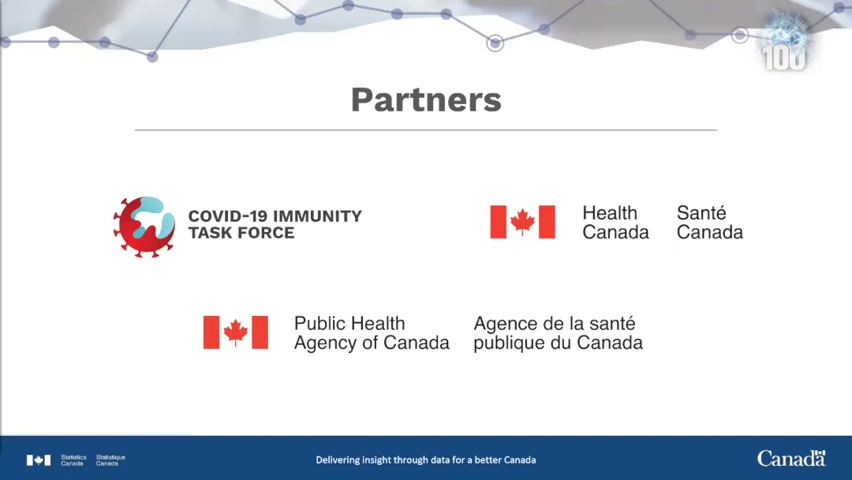 100
Partners
COVID-19 IMMUNITY
TASK FORCE
Health
Canada
Santé
Canada
Public Health
Agency of Canada
Agence de la santé
publique du Canada
Statistics
Canada
Statistique
Canada
Delivering insight through data for a better Canada
Canada